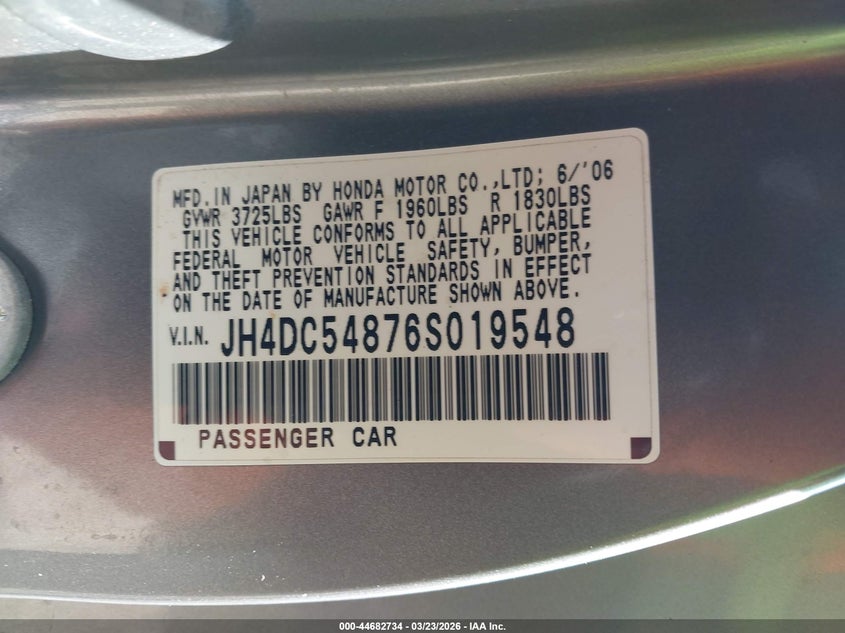 MFD.IN JAPAN BY HONDA MOTOR CO.,LTD; 6/'06
GVWR 3725LBS GAWR F 1960LBS R 1830LBS
THIS VEHICLE CONFORMS TO ALL APPLICABLE
FEDERAL MOTOR VEHICLE SAFETY, BUMPER,
AND THEFT PREVENTION STANDARDS IN EFFECT
ON THE DATE OF MANUFACTURE SHOWN ABOVE.
V.I.N. JH4DC54876S019548
PASSENGER CAR
000-44682734 — 03/23/2026 — IAA Inc.